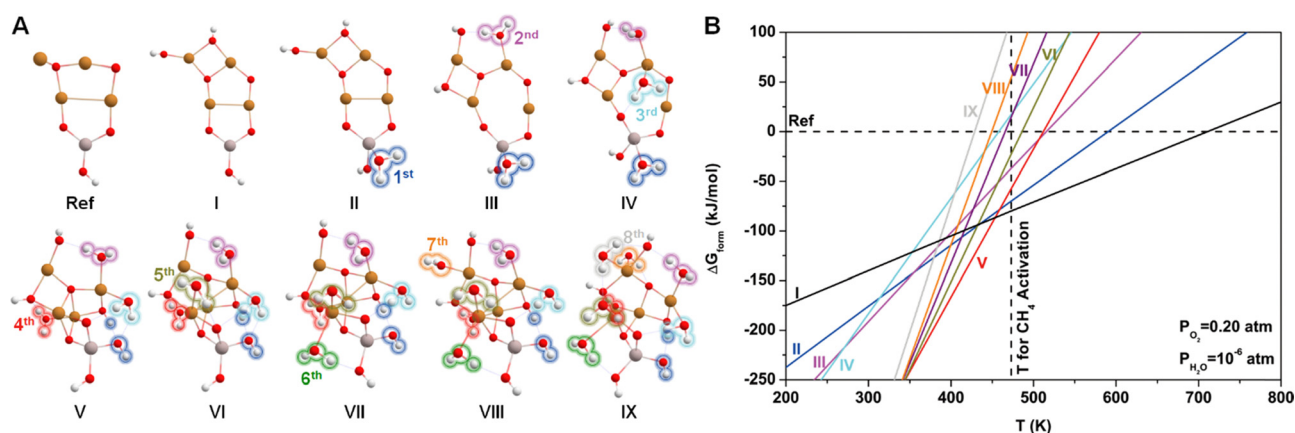 A
2nd
3rd
1st
Ref
I
II
III
IV
5th
7th
8th
4th
6th
V
VI
VII
VIII
IX
B
100
50
0
-50
-100
-150
-200
-250
ΔGform (kJ/mol)
Ref
IX
VIII
VII
VI
V
I
II
III
IV
T for CH4 Activation
PO2=0.20 atm
PH2O=10-6 atm
200
300
400
500
600
700
800
T (K)